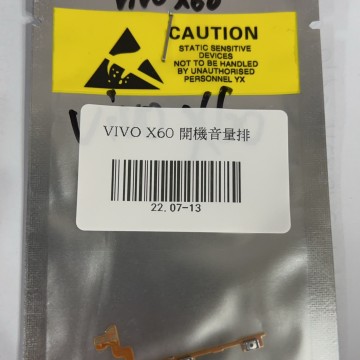 VIVO X60
CAUTION
STATIC SENSITIVE
DEVICES
NOT TO BE HANDLED
BY UNAUTHORISED
PERSONNEL YX
VIVO X60 開機音量排
22.07-13